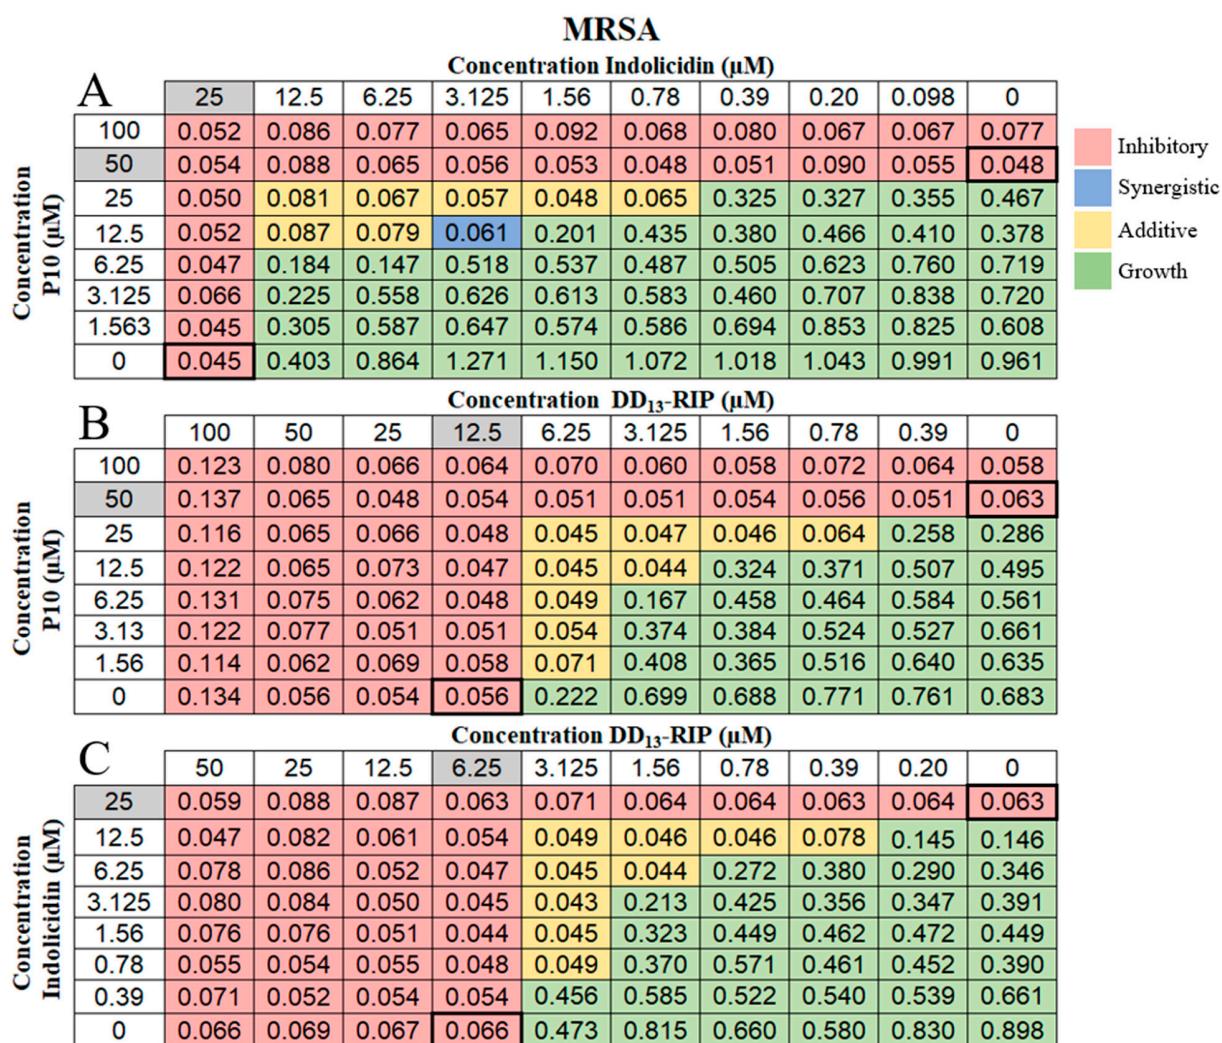 MRSA
A
Concentration Indolicidin (µM)
25 12.5 6.25 3.125 1.56 0.78 0.39 0.20 0.098 0
Concentration
P10 (µM)
100 0.052 0.086 0.077 0.065 0.092 0.068 0.080 0.067 0.067 0.077
50 0.054 0.088 0.065 0.056 0.053 0.048 0.051 0.090 0.055 0.048
25 0.050 0.081 0.067 0.057 0.048 0.065 0.325 0.327 0.355 0.467
12.5 0.052 0.087 0.079 0.061 0.201 0.435 0.380 0.466 0.410 0.378
6.25 0.047 0.184 0.147 0.518 0.537 0.487 0.505 0.623 0.760 0.719
3.125 0.066 0.225 0.558 0.626 0.613 0.583 0.460 0.707 0.838 0.720
1.563 0.045 0.305 0.587 0.647 0.574 0.586 0.694 0.853 0.825 0.608
0 0.045 0.403 0.864 1.271 1.150 1.072 1.018 1.043 0.991 0.961
Inhibitory
Synergistic
Additive
Growth
B
Concentration DD₁₃-RIP (µM)
100 50 25 12.5 6.25 3.125 1.56 0.78 0.39 0
Concentration
P10 (µM)
100 0.123 0.080 0.066 0.064 0.070 0.060 0.058 0.072 0.064 0.058
50 0.137 0.065 0.048 0.054 0.051 0.051 0.054 0.056 0.051 0.063
25 0.116 0.065 0.066 0.048 0.045 0.047 0.046 0.064 0.258 0.286
12.5 0.122 0.065 0.073 0.047 0.045 0.044 0.324 0.371 0.507 0.495
6.25 0.131 0.075 0.062 0.048 0.049 0.167 0.458 0.464 0.584 0.561
3.13 0.122 0.077 0.051 0.051 0.054 0.374 0.384 0.524 0.527 0.661
1.56 0.114 0.062 0.069 0.058 0.071 0.408 0.365 0.516 0.640 0.635
0 0.134 0.056 0.054 0.056 0.222 0.699 0.688 0.771 0.761 0.683
C
Concentration DD₁₃-RIP (µM)
50 25 12.5 6.25 3.125 1.56 0.78 0.39 0.20 0
Concentration
Indolicidin (µM)
25 0.059 0.088 0.087 0.063 0.071 0.064 0.064 0.063 0.064 0.063
12.5 0.047 0.082 0.061 0.054 0.049 0.046 0.046 0.078 0.145 0.146
6.25 0.078 0.086 0.052 0.047 0.045 0.044 0.272 0.380 0.290 0.346
3.125 0.080 0.084 0.050 0.045 0.043 0.213 0.425 0.356 0.347 0.391
1.56 0.076 0.076 0.051 0.044 0.045 0.323 0.449 0.462 0.472 0.449
0.78 0.055 0.054 0.055 0.048 0.049 0.370 0.571 0.461 0.452 0.390
0.39 0.071 0.052 0.054 0.054 0.456 0.585 0.522 0.540 0.539 0.661
0 0.066 0.069 0.067 0.066 0.473 0.815 0.660 0.580 0.830 0.898